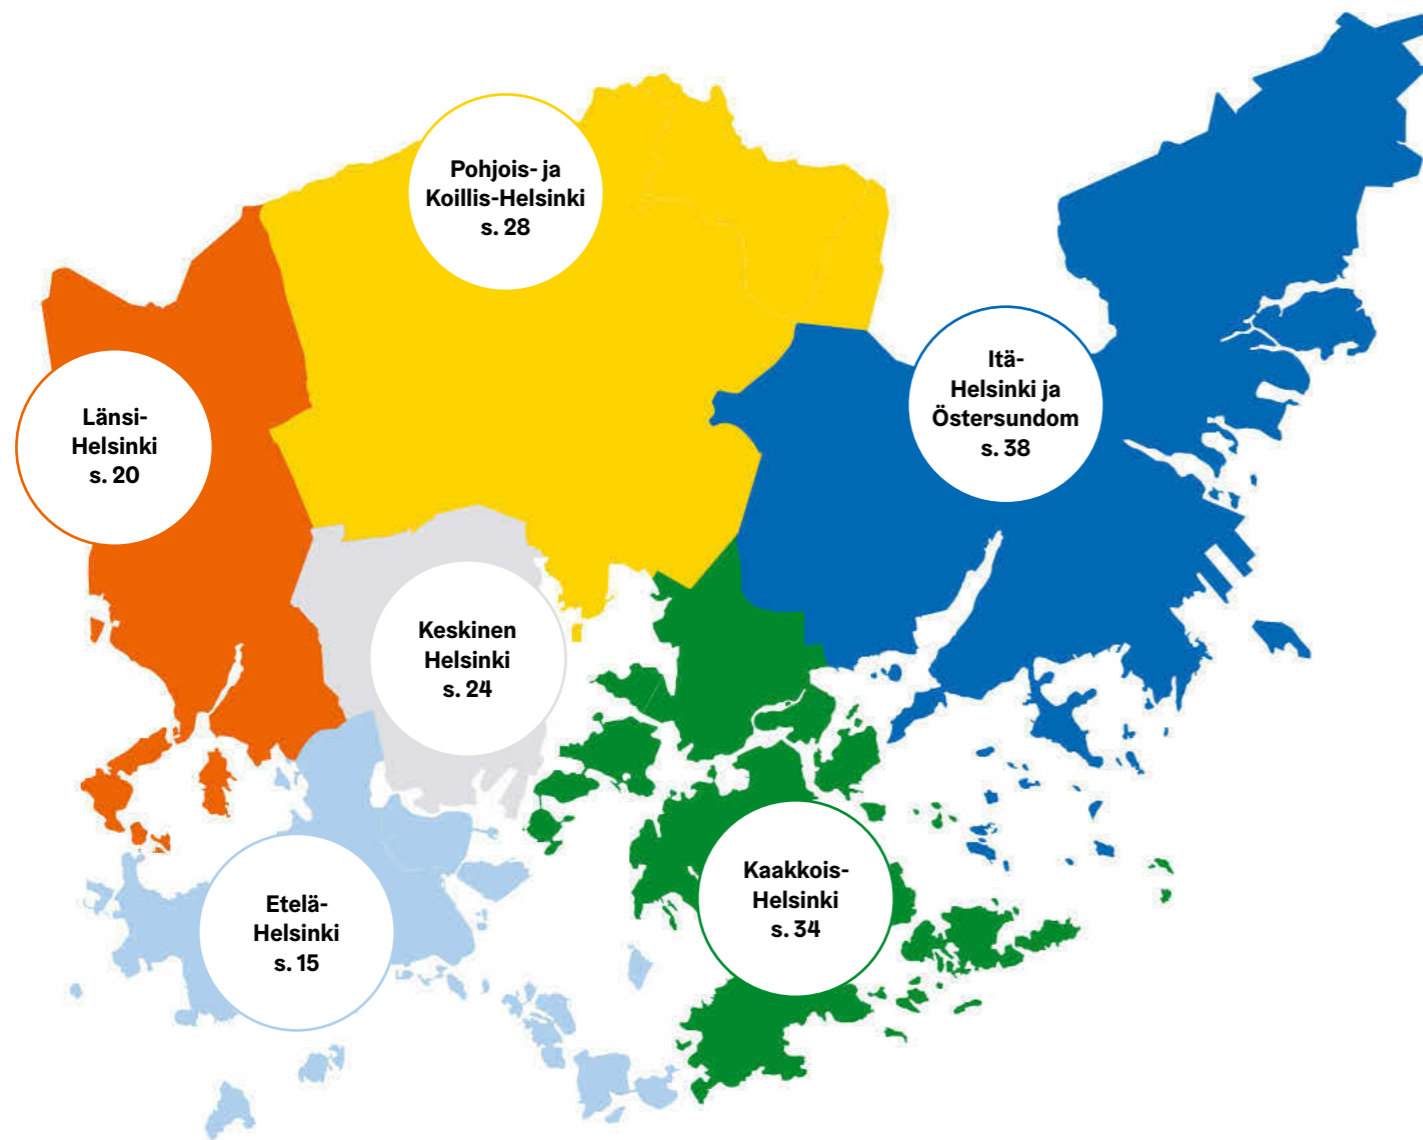 Pohjois- ja
Koillis-Helsinki
s. 28
Itä-
Helsinki ja
Östersundom
s. 38
Länsi-
Helsinki
s. 20
Keskinen
Helsinki
s. 24
Kaakkois-
Helsinki
s. 34
Etelä-
Helsinki
s. 15